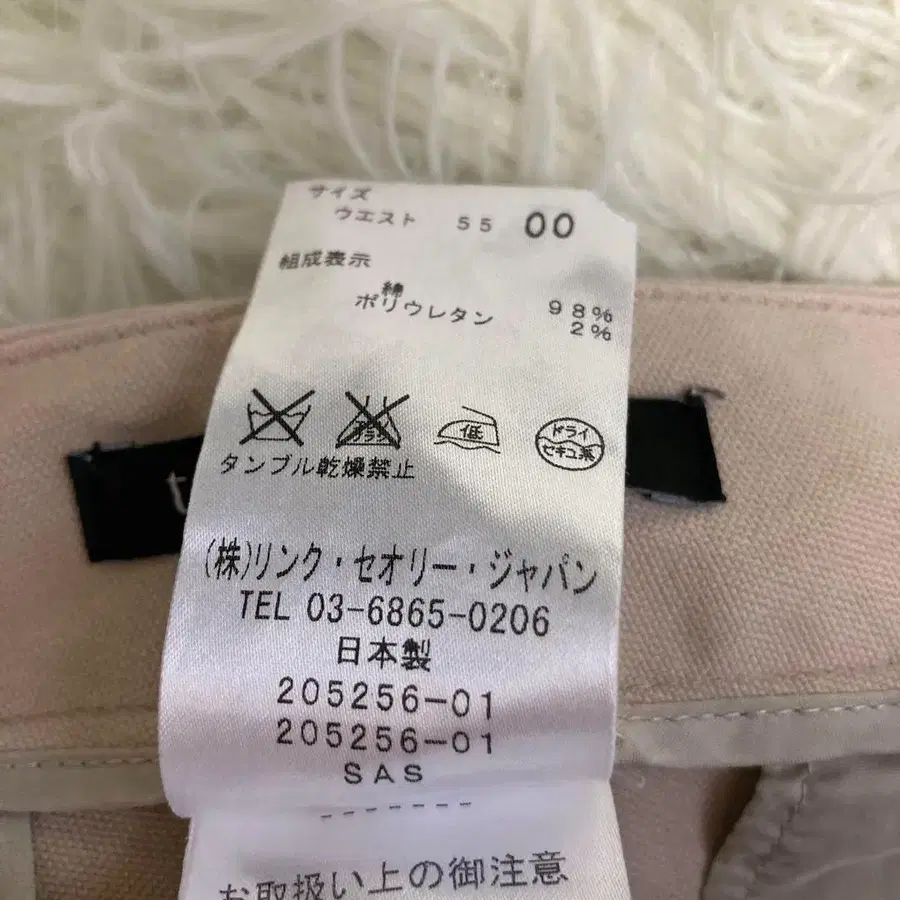 サイズ
ウエスト 55 00
組成表示
綿 98%
ポリウレタン 2%
低
ドライ
セキユ系
タンブル乾燥禁止
t
(株)リンク・セオリー・ジャパン
TEL 03-6865-0206
日本製
205256-01
205256-01
SAS
-------
お取扱い上の御注意